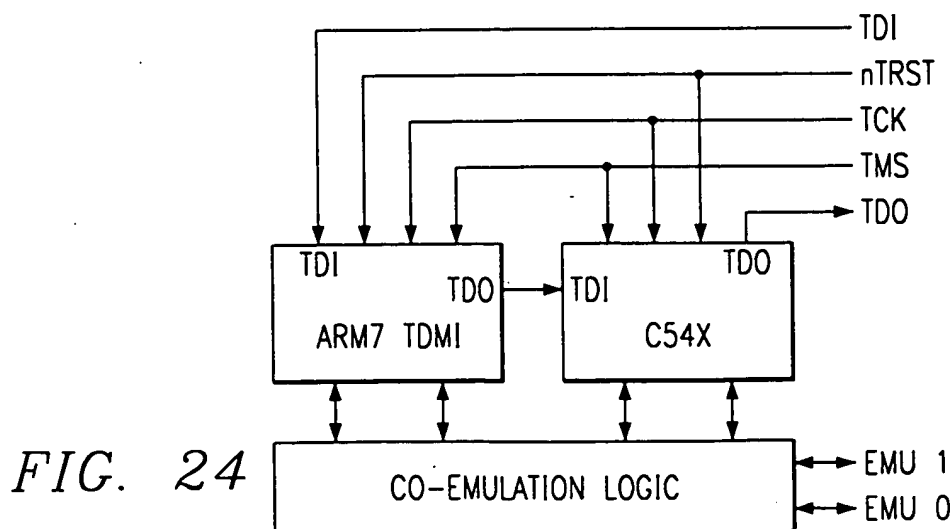 TDI
nTRST
TCK
TMS
TDO
TDI
TDO
ARM7 TDMI
TDI
TDO
C54X
CO-EMULATION LOGIC
EMU 1
EMU 0
FIG. 24